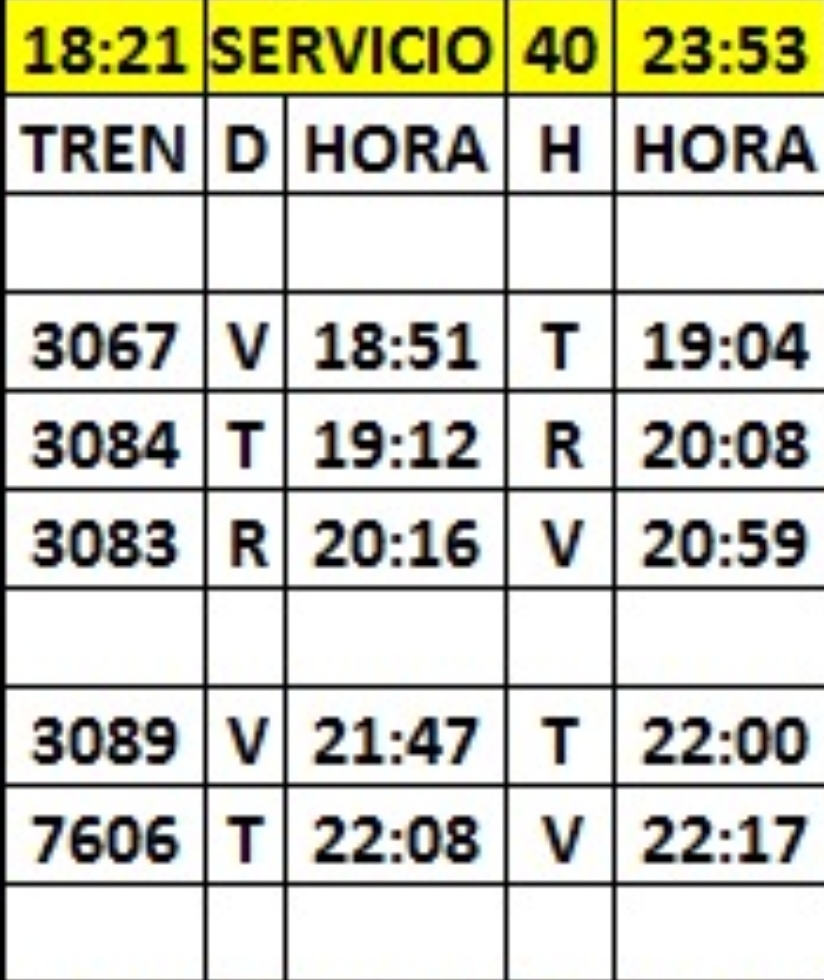 18:21 SERVICIO 40 23:53
TREN D HORA H HORA
3067 V 18:51 T 19:04
3084 T 19:12 R 20:08
3083 R 20:16 V 20:59
3089 V 21:47 T 22:00
7606 T 22:08 V 22:17